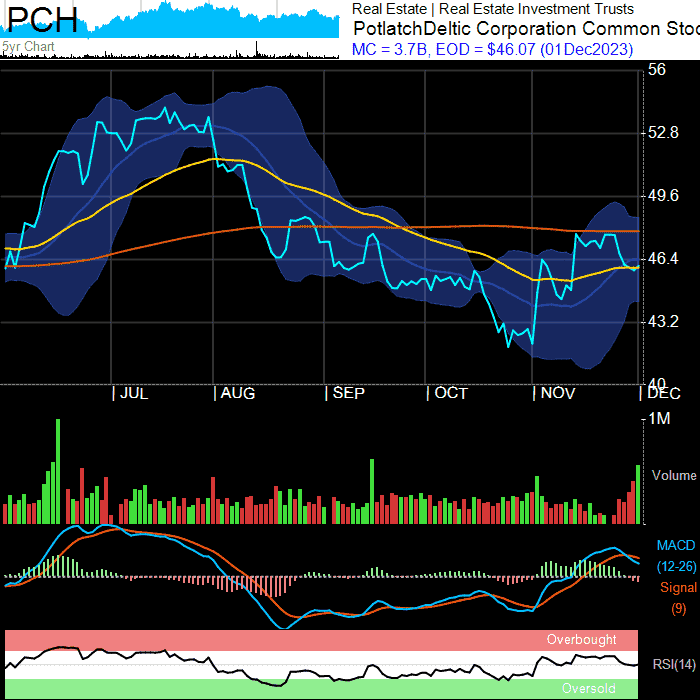 PCH
5yr Chart
Real Estate | Real Estate Investment Trusts
PotlatchDeltic Corporation Common Stoc
MC = 3.7B, EOD = $46.07 (01Dec2023)
56
52.8
49.6
46.4
43.2
40
JUL AUG SEP OCT NOV DEC
1M
Volume
MACD
(12-26)
Signal
(9)
Overbought
RSI(14)
Oversold